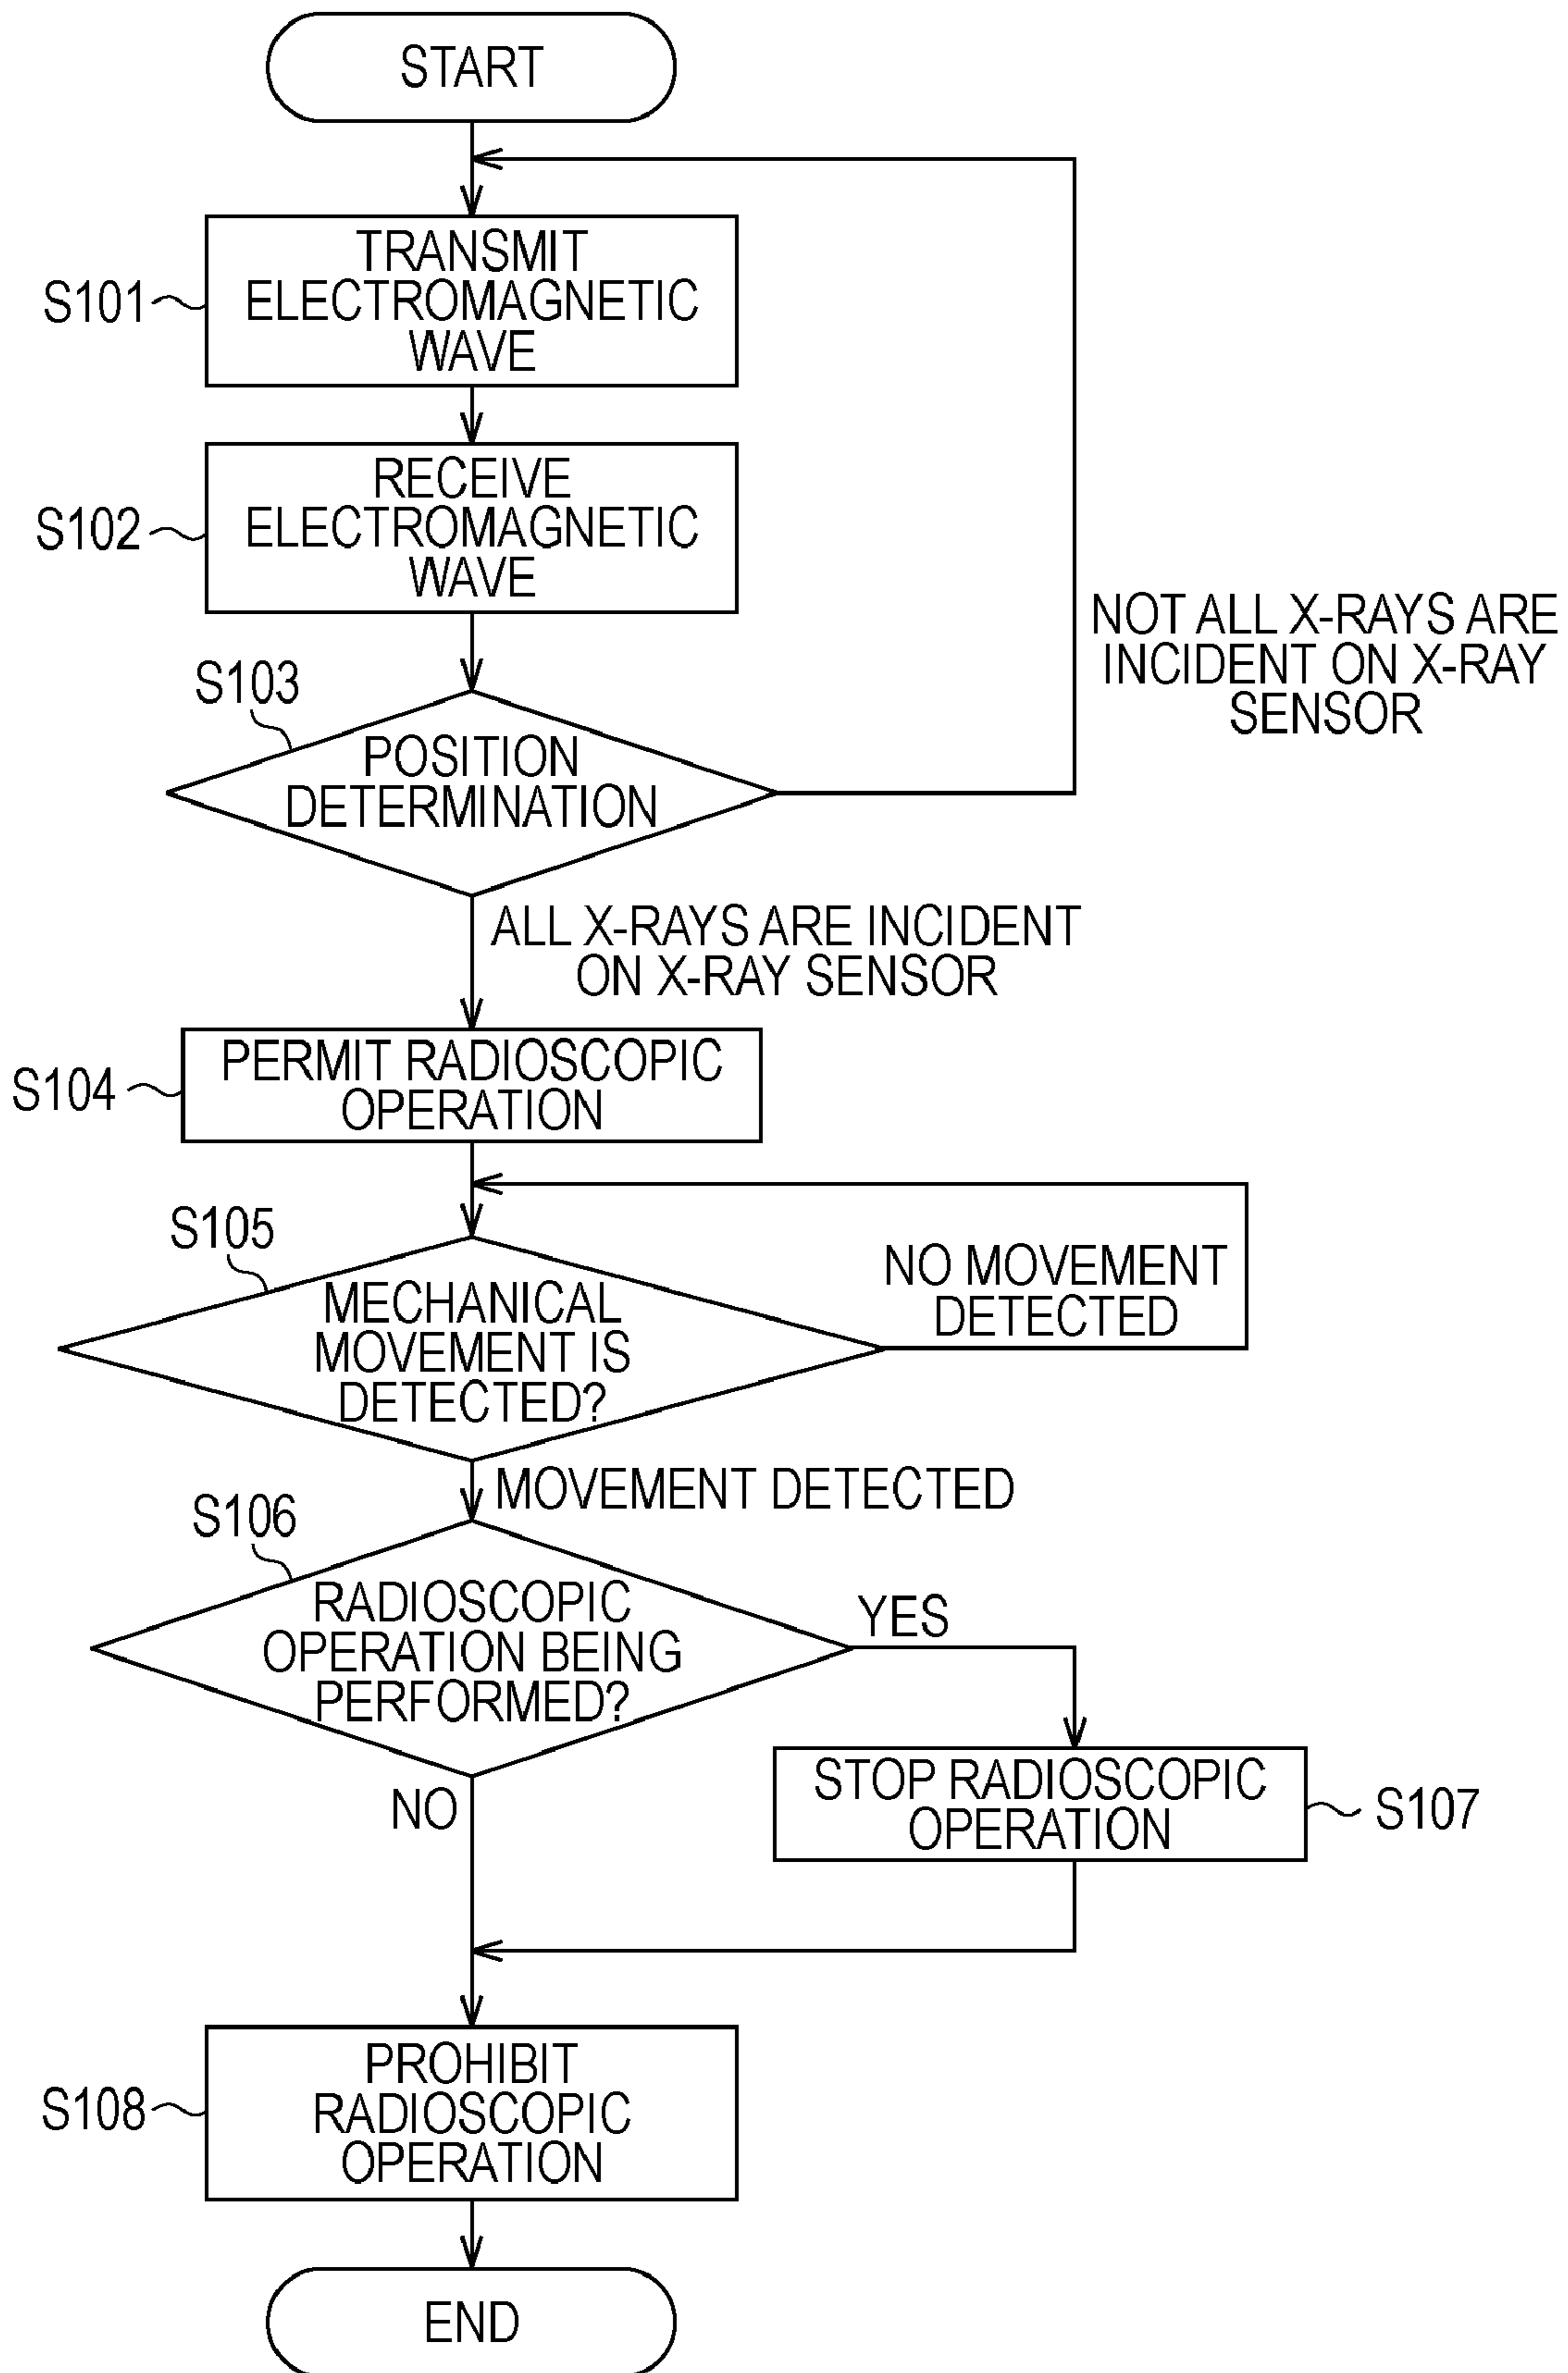 START
S101
TRANSMIT
ELECTROMAGNETIC
WAVE
S102
RECEIVE
ELECTROMAGNETIC
WAVE
NOT ALL X-RAYS ARE
INCIDENT ON X-RAY
SENSOR
S103
POSITION
DETERMINATION
ALL X-RAYS ARE INCIDENT
ON X-RAY SENSOR
S104
PERMIT RADIOSCOPIC
OPERATION
S105
MECHANICAL
MOVEMENT IS
DETECTED?
NO MOVEMENT
DETECTED
MOVEMENT DETECTED
S106
RADIOSCOPIC
OPERATION BEING
PERFORMED?
YES
NO
STOP RADIOSCOPIC
OPERATION
S107
S108
PROHIBIT
RADIOSCOPIC
OPERATION
END